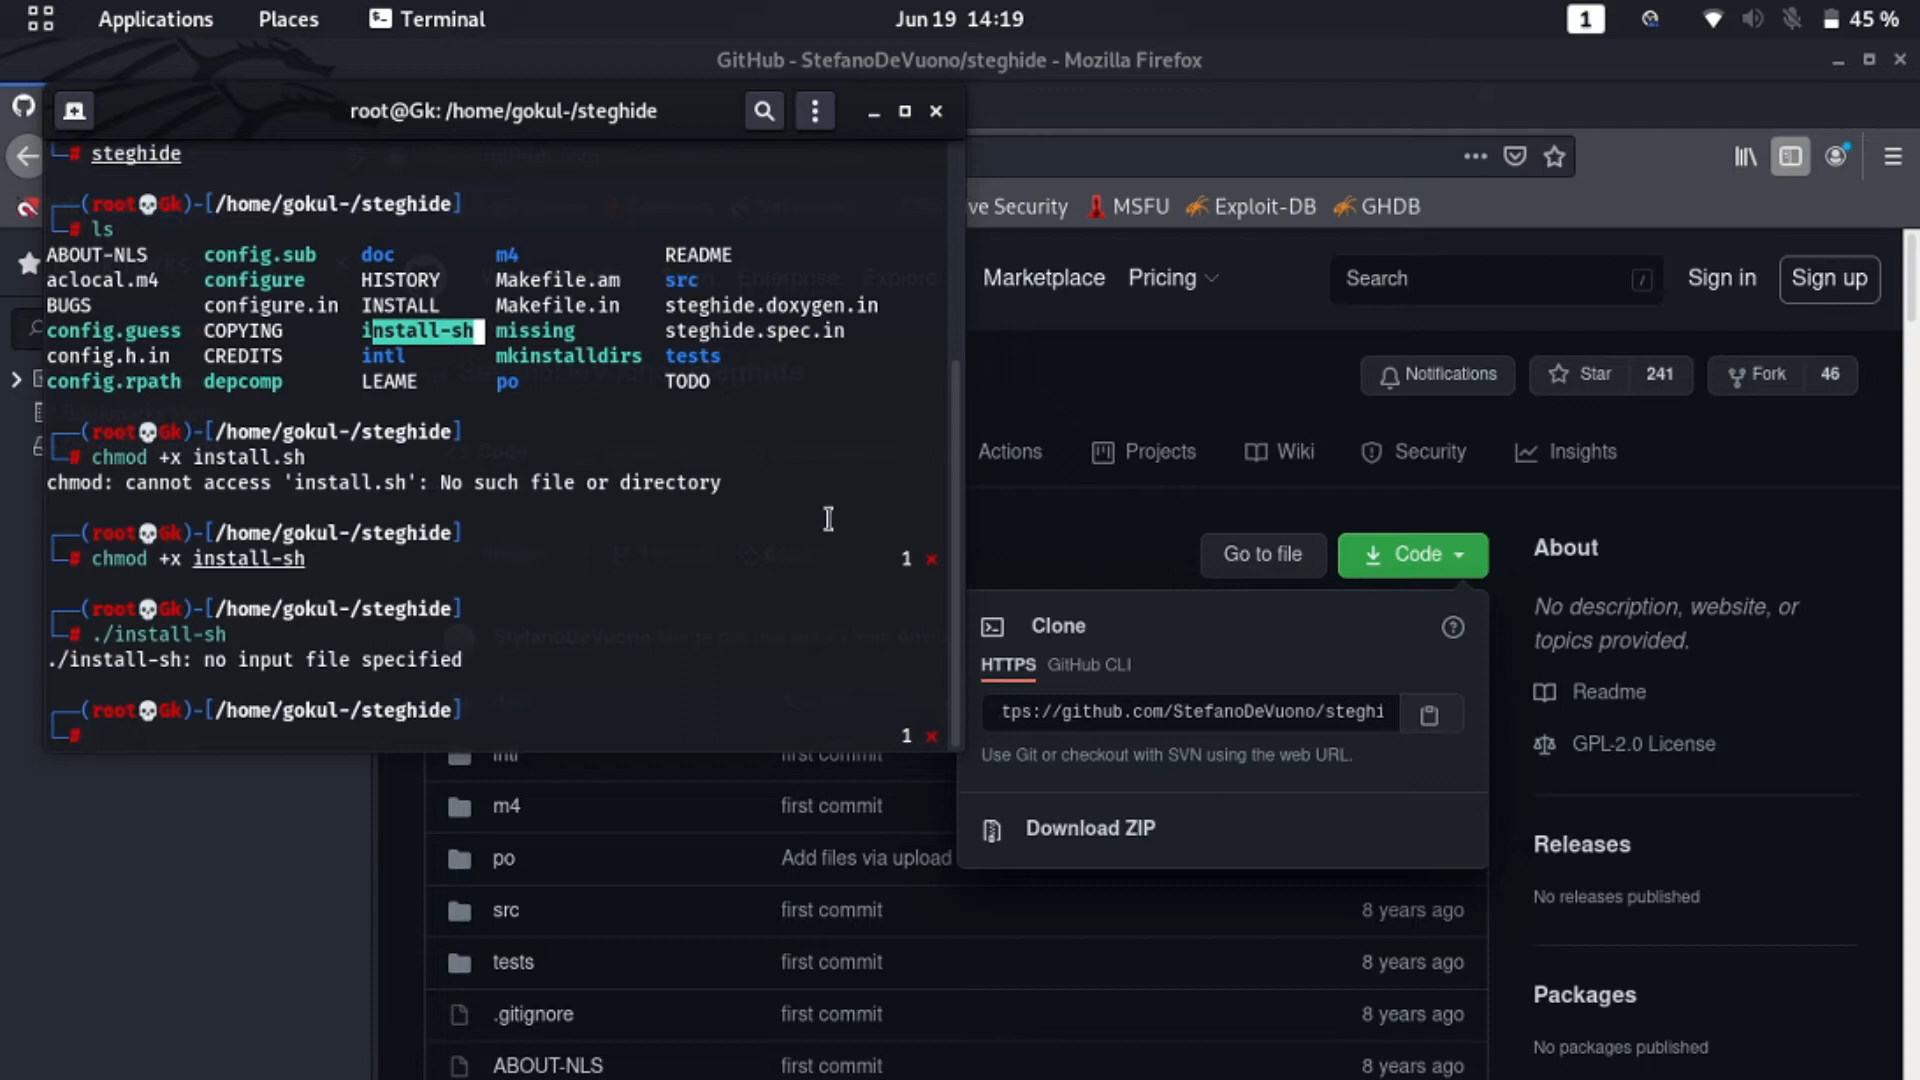 Applications Places Terminal Jun 19 14:19 1 45 %
GitHub - StefanoDeVuono/steghide - Mozilla Firefox
root@Gk: /home/gokul-/steghide
# steghide
(root💀Gk)-[/home/gokul-/steghide]
# ls
ABOUT-NLS config.sub doc m4 README
aclocal.m4 configure HISTORY Makefile.am src
BUGS configure.in INSTALL Makefile.in steghide.doxygen.in
config.guess COPYING install-sh missing steghide.spec.in
config.h.in CREDITS intl mkinstalldirs tests
config.rpath depcomp LEAME po TODO
(root💀Gk)-[/home/gokul-/steghide]
# chmod +x install.sh
chmod: cannot access 'install.sh': No such file or directory
(root💀Gk)-[/home/gokul-/steghide]
# chmod +x install-sh 1 ×
(root💀Gk)-[/home/gokul-/steghide]
# ./install-sh
./install-sh: no input file specified
(root💀Gk)-[/home/gokul-/steghide]
# 1 ×
ve Security MSFU Exploit-DB GHDB
Marketplace Pricing Search / Sign in Sign up
Notifications Star 241 Fork 46
Actions Projects Wiki Security Insights
Go to file Code
Clone
HTTPS GitHub CLI
tps://github.com/StefanoDeVuono/steghi
Use Git or checkout with SVN using the web URL.
Download ZIP
About
No description, website, or
topics provided.
Readme
GPL-2.0 License
Releases
No releases published
Packages
No packages published
intl first commit
m4 first commit
po Add files via upload
src first commit 8 years ago
tests first commit 8 years ago
.gitignore first commit 8 years ago
ABOUT-NLS first commit 8 years ago